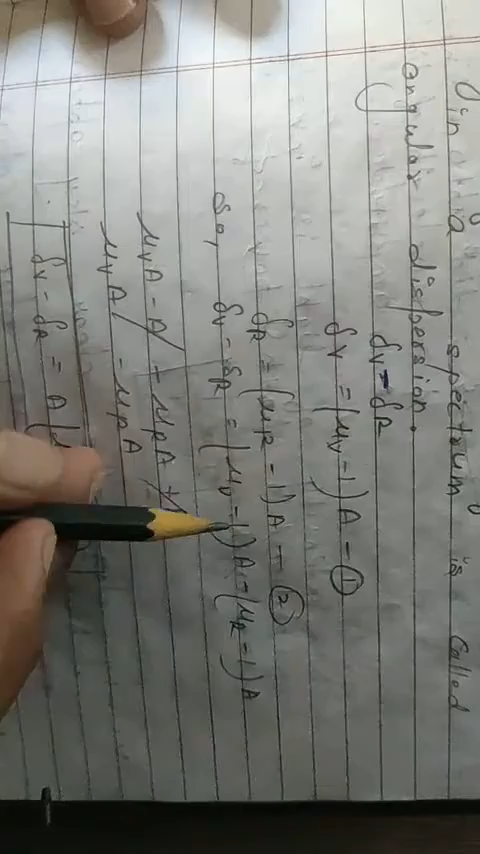 in a spectrum is called
angular dispersion.
δV - δR
δV = (μV - 1)A - ①
δR = (μR - 1)A - ②
So, δV - δR = (μV - 1)A - (μR - 1)A
μVA - A - μRA + A
μVA - μRA
δV - δR = A(μ